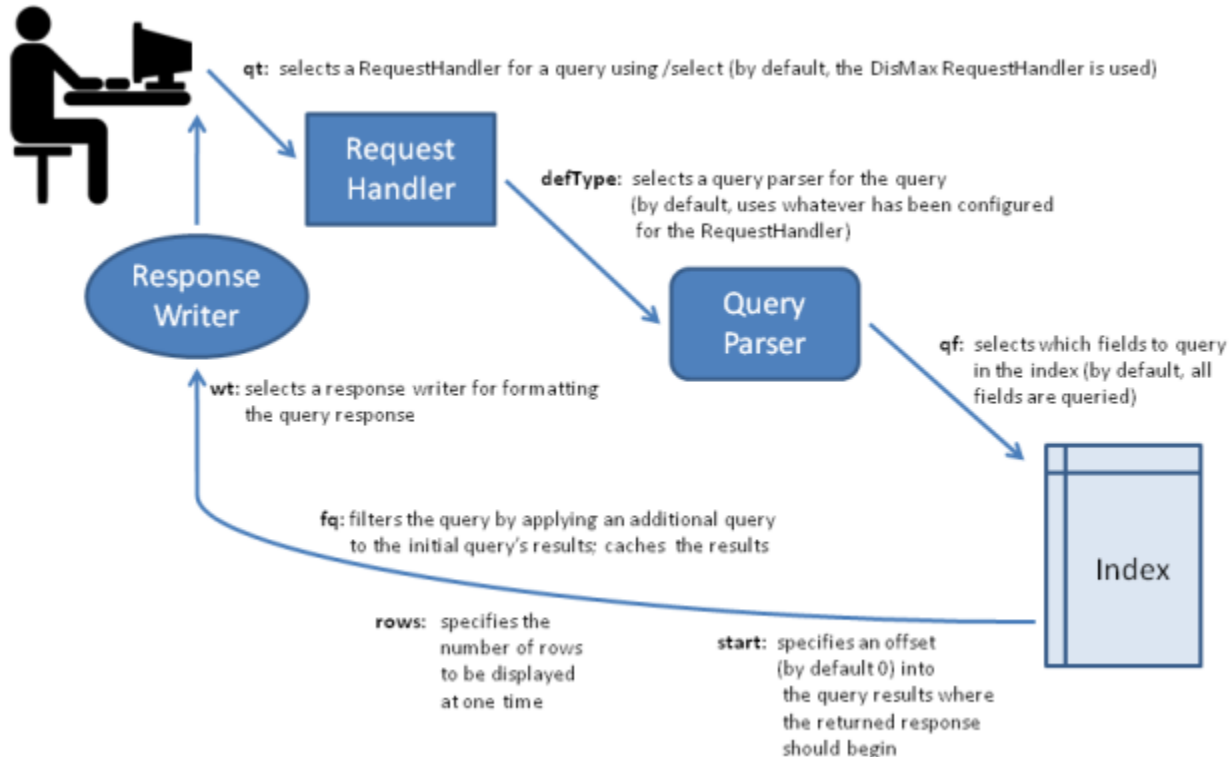 qt: selects a RequestHandler for a query using /select (by default, the DisMax RequestHandler is used)
Request
Handler
defType: selects a query parser for the query
(by default, uses whatever has been configured
for the RequestHandler)
Response
Writer
Query
Parser
qf: selects which fields to query
in the index (by default, all
fields are queried)
wt: selects a response writer for formatting
the query response
fq: filters the query by applying an additional query
to the initial query's results; caches the results
Index
rows: specifies the
number of rows
to be displayed
at one time
start: specifies an offset
(by default 0) into
the query results where
the returned response
should begin